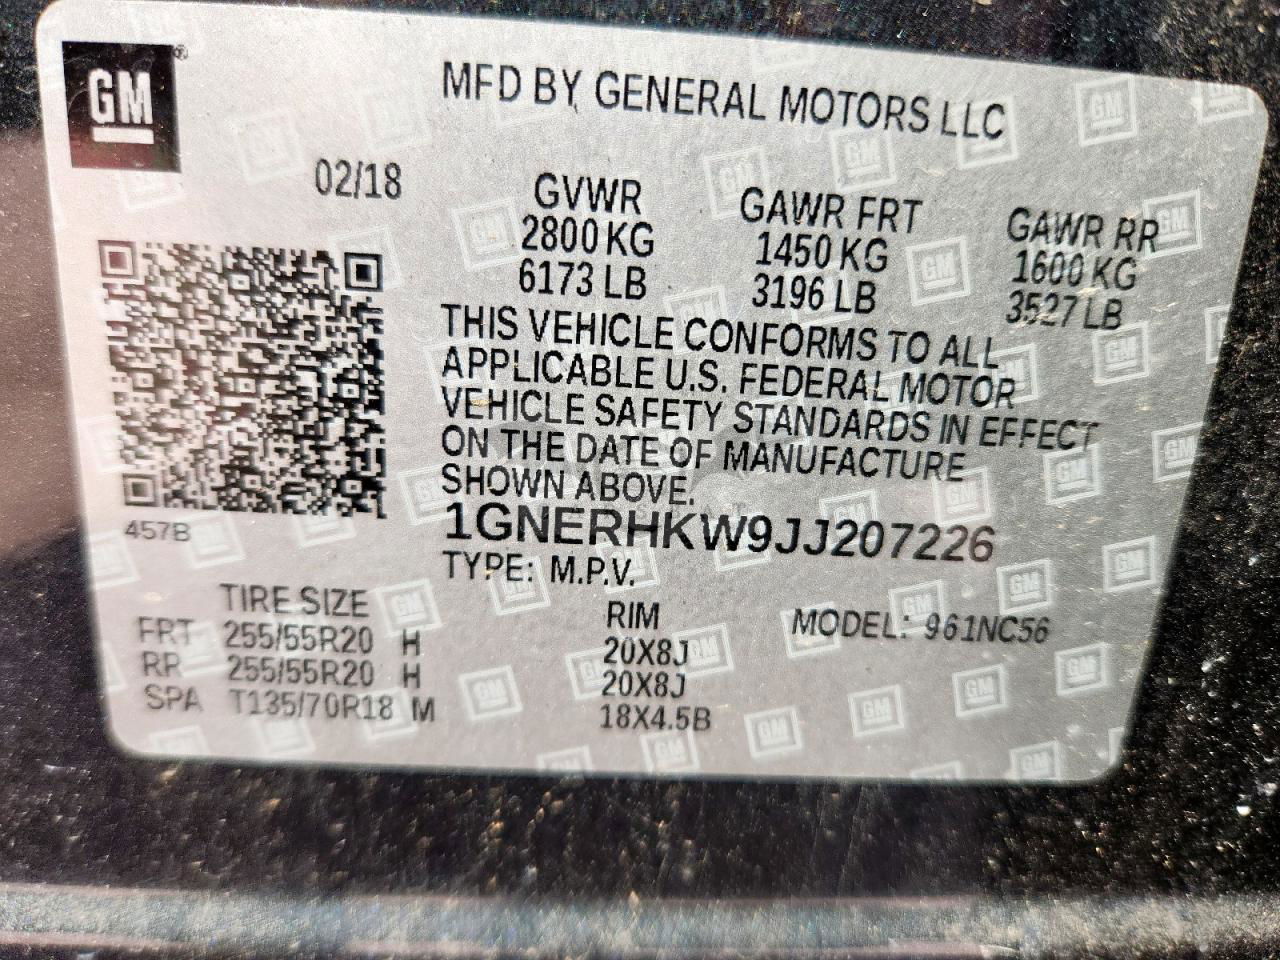 GM
MFD BY GENERAL MOTORS LLC
02/18
GVWR GAWR FRT GAWR RR
2800 KG 1450 KG 1600 KG
6173 LB 3196 LB 3527 LB
THIS VEHICLE CONFORMS TO ALL
APPLICABLE U.S. FEDERAL MOTOR
VEHICLE SAFETY STANDARDS IN EFFECT
ON THE DATE OF MANUFACTURE
SHOWN ABOVE.
457B
1GNERHKW9JJ207226
TYPE: M.P.V.
TIRE SIZE RIM MODEL: 961NC56
FRT 255/55R20 H 20X8J
RR 255/55R20 H 20X8J
SPA T135/70R18 M 18X4.5B